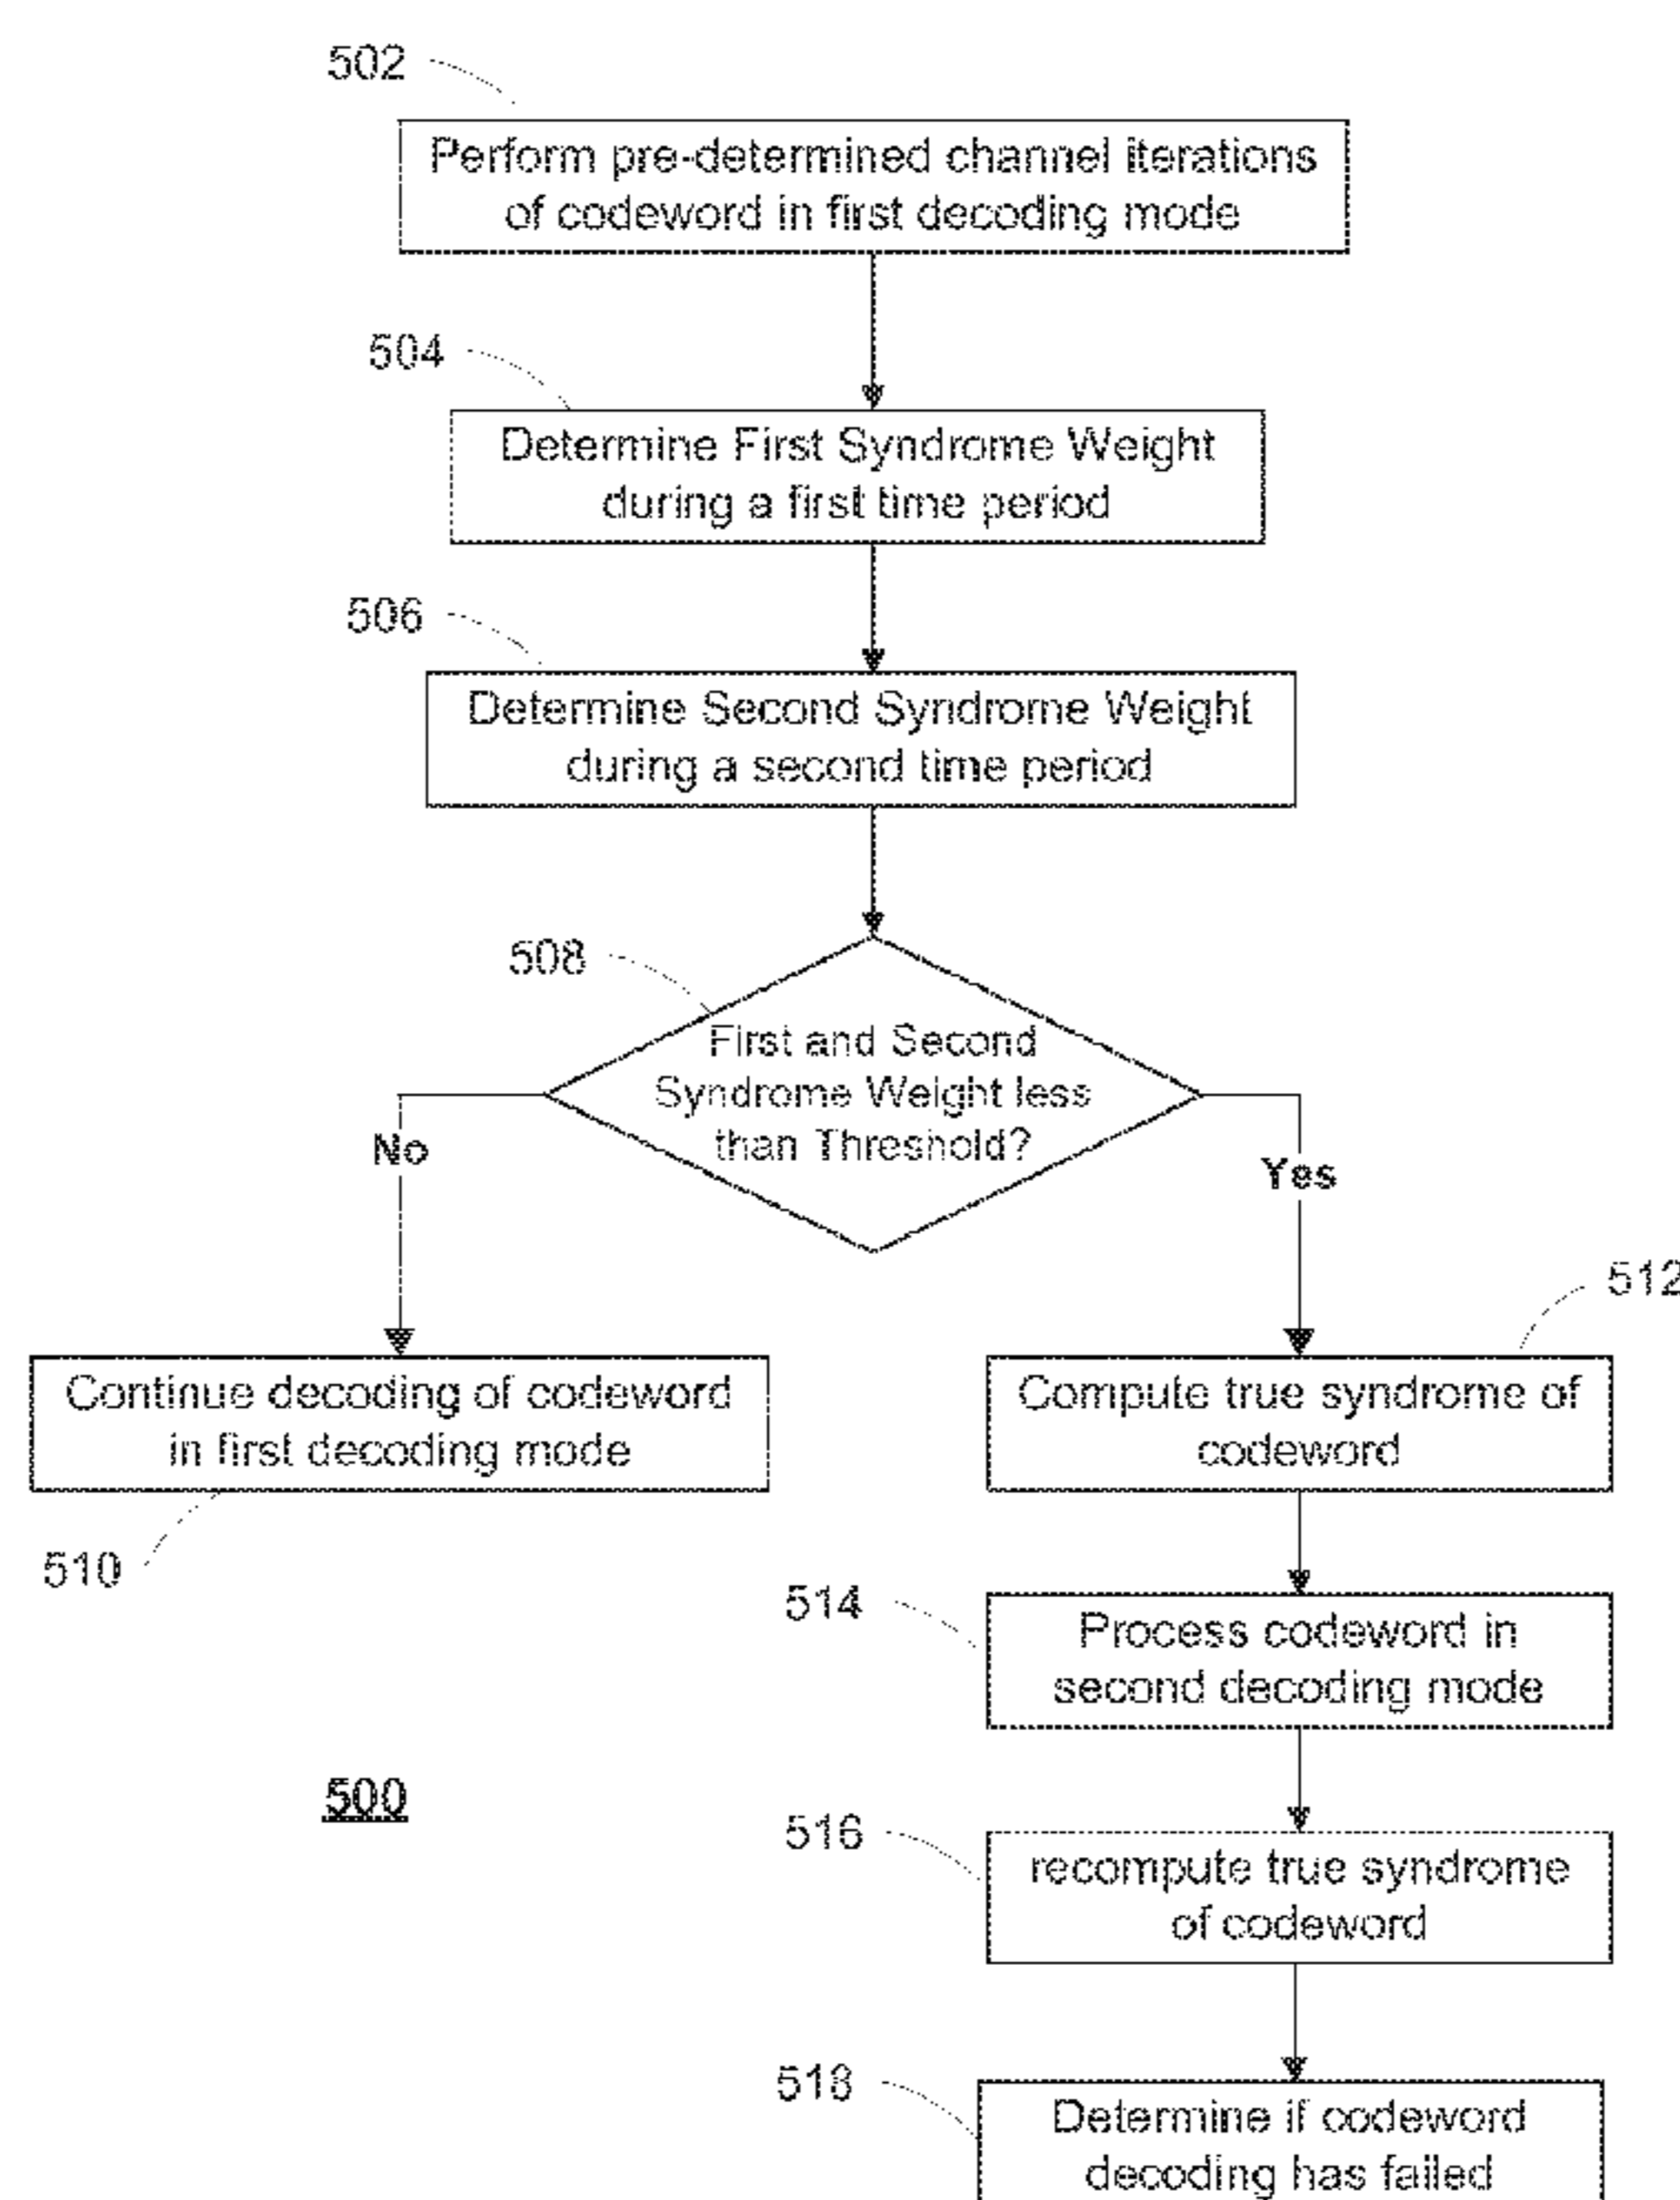 502
Perform pre-determined channel iterations
of codeword in first decoding mode
504
Determine First Syndrome Weight
during a first time period
506
Determine Second Syndrome Weight
during a second time period
508
First and Second
Syndrome Weight less
than Threshold?
No
Yes
512
Continue decoding of codeword
in first decoding mode
Compute true syndrome of
codeword
510
514
Process codeword in
second decoding mode
500
516
recompute true syndrome
of codeword
518
Determine if codeword
decoding has failed